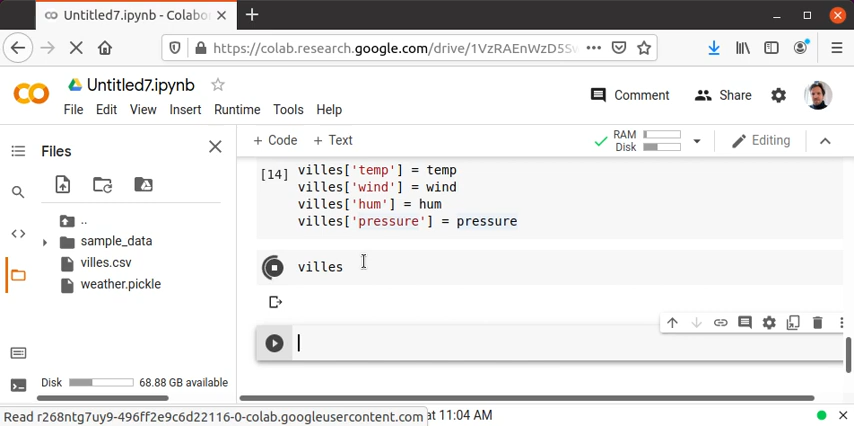 Untitled7.ipynb - Colabo
https://colab.research.google.com/drive/1VzRAEnWzD5Sw
Untitled7.ipynb
Comment
Share
File Edit View Insert Runtime Tools Help
Files
+ Code + Text
RAM
Disk
Editing
..
sample_data
villes.csv
weather.pickle
[14] villes['temp'] = temp
villes['wind'] = wind
villes['hum'] = hum
villes['pressure'] = pressure
villes
Disk
68.88 GB available
Read r268ntg7uy9-496ff2e9c6d22116-0-colab.googleusercontent.com
at 11:04 AM